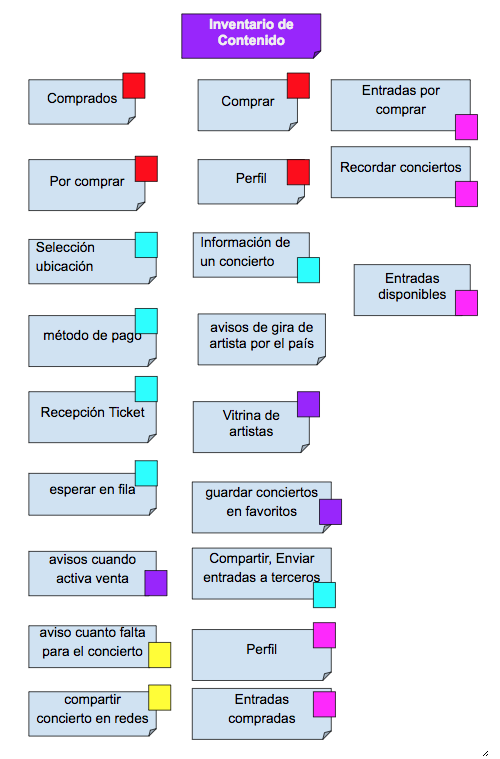 Inventario de
Contenido
Comprados
Comprar
Entradas por
comprar
Por comprar
Perfil
Recordar conciertos
Selección
ubicación
Información de
un concierto
Entradas
disponibles
método de pago
avisos de gira de
artista por el país
Recepción Ticket
Vitrina de
artistas
esperar en fila
guardar conciertos
en favoritos
avisos cuando
activa venta
Compartir, Enviar
entradas a terceros
aviso cuanto falta
para el concierto
Perfil
compartir
concierto en redes
Entradas
compradas